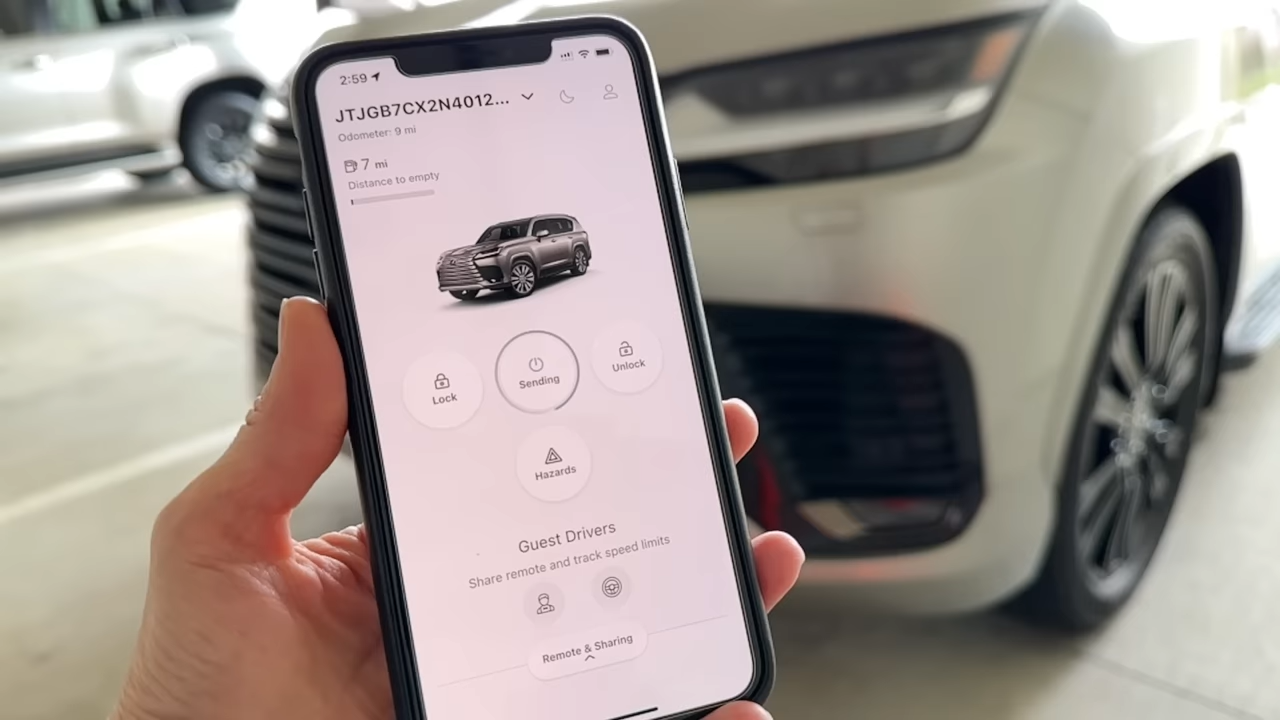 2:59
JTJGB7CX2N4012...
Odometer: 9 mi
7 mi
Distance to empty
Lock
Sending
Unlock
Hazards
Guest Drivers
Share remote and track speed limits
Remote & Sharing